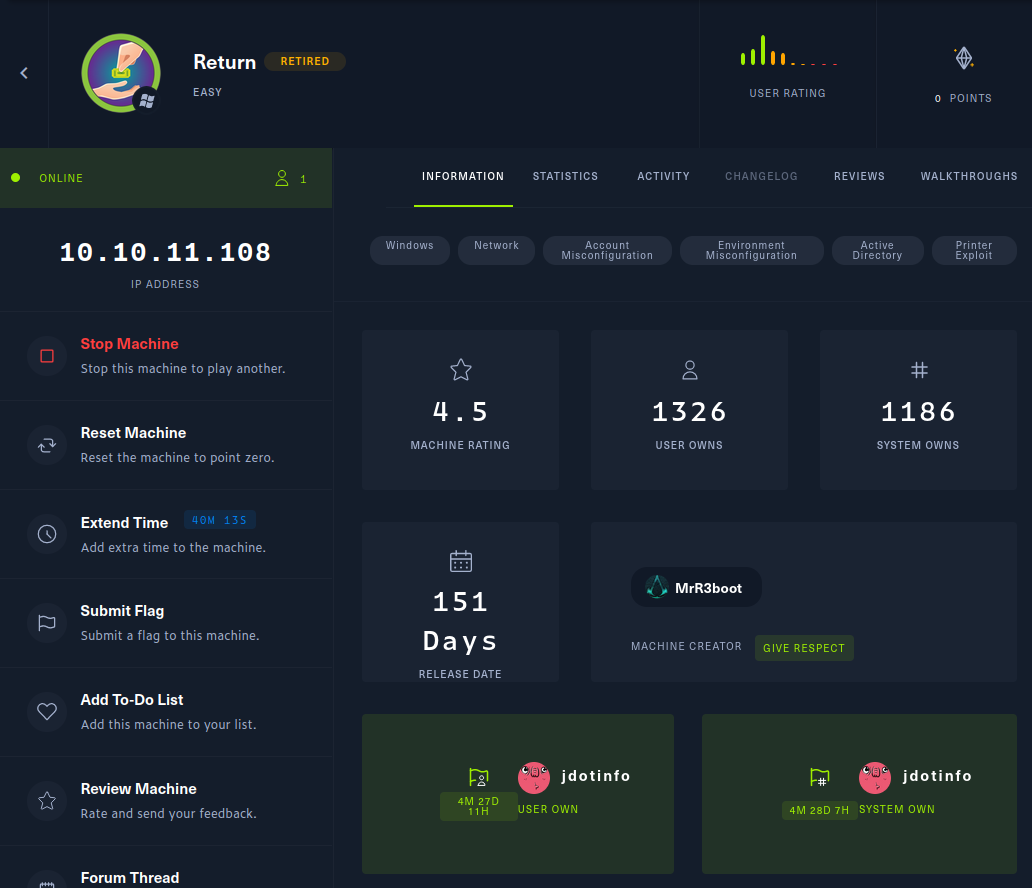 Return RETIRED
EASY
USER RATING
0 POINTS
ONLINE 1
10.10.11.108
IP ADDRESS
Stop Machine
Stop this machine to play another.
Reset Machine
Reset the machine to point zero.
Extend Time 40M 13S
Add extra time to the machine.
Submit Flag
Submit a flag to this machine.
Add To-Do List
Add this machine to your list.
Review Machine
Rate and send your feedback.
Forum Thread
INFORMATION STATISTICS ACTIVITY CHANGELOG REVIEWS WALKTHROUGHS
Windows
Network
Account
Misconfiguration
Environment
Misconfiguration
Active
Directory
Printer
Exploit
4.5
MACHINE RATING
1326
USER OWNS
1186
SYSTEM OWNS
151
Days
RELEASE DATE
MrR3boot
MACHINE CREATOR GIVE RESPECT
jdotinfo
4M 27D
11H
USER OWN
jdotinfo
4M 28D 7H SYSTEM OWN